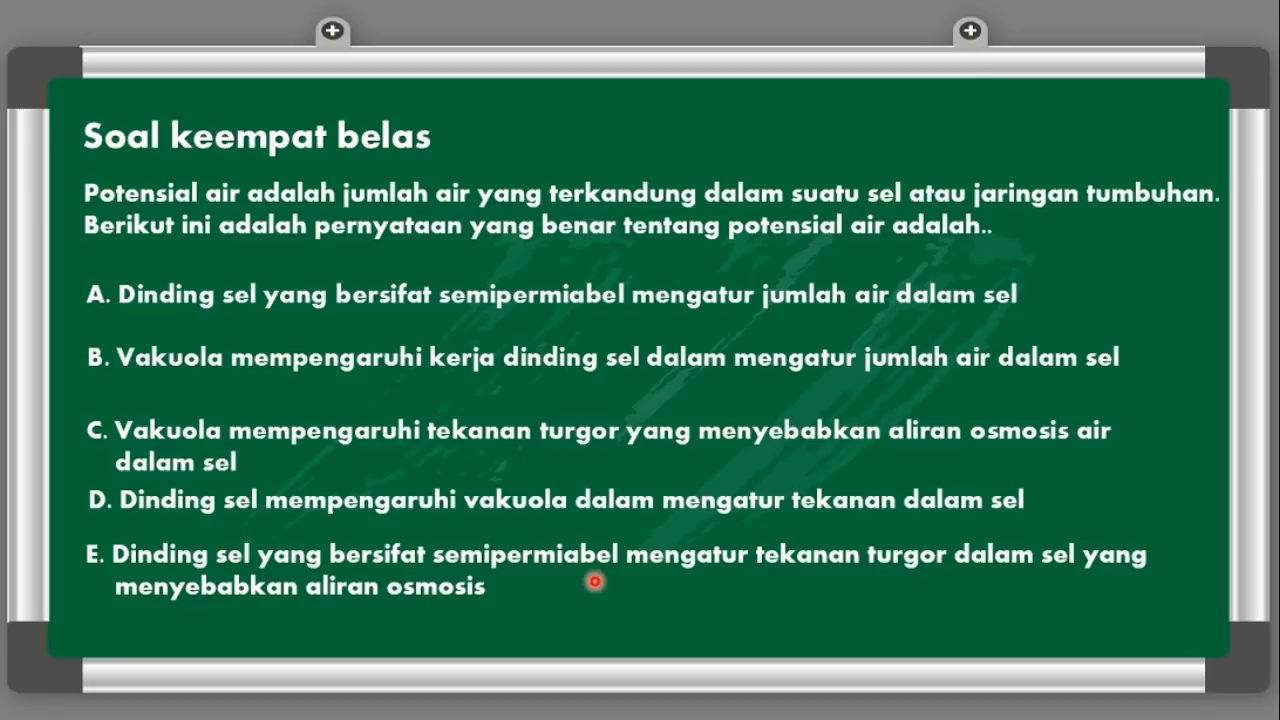 Soal keempat belas
Potensial air adalah jumlah air yang terkandung dalam suatu sel atau jaringan tumbuhan.
Berikut ini adalah pernyataan yang benar tentang potensial air adalah..
A. Dinding sel yang bersifat semipermiabel mengatur jumlah air dalam sel
B. Vakuola mempengaruhi kerja dinding sel dalam mengatur jumlah air dalam sel
C. Vakuola mempengaruhi tekanan turgor yang menyebabkan aliran osmosis air
dalam sel
D. Dinding sel mempengaruhi vakuola dalam mengatur tekanan dalam sel
E. Dinding sel yang bersifat semipermiabel mengatur tekanan turgor dalam sel yang
menyebabkan aliran osmosis